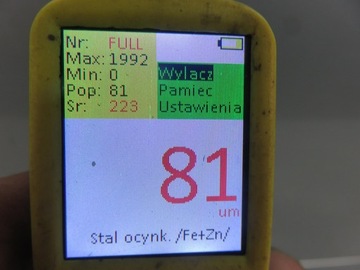 Nr: FULL
Max: 1992
Min: 0
Pop: 81
Sr: 223
Wylacz
Pamiec
Ustawienia
81
um
Stal ocynk. /Fe+Zn/